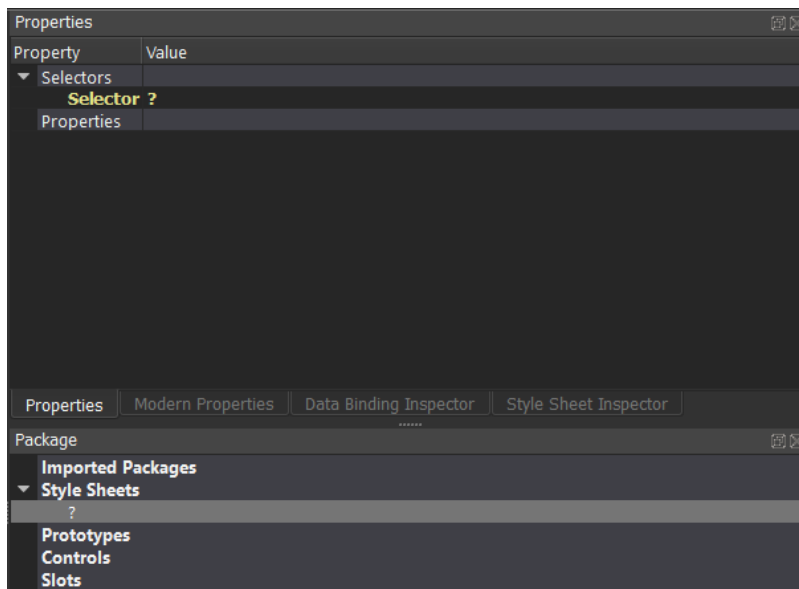 Properties
Property Value
Selectors
Selector ?
Properties
Properties Modern Properties Data Binding Inspector Style Sheet Inspector
Package
Imported Packages
Style Sheets
?
Prototypes
Controls
Slots